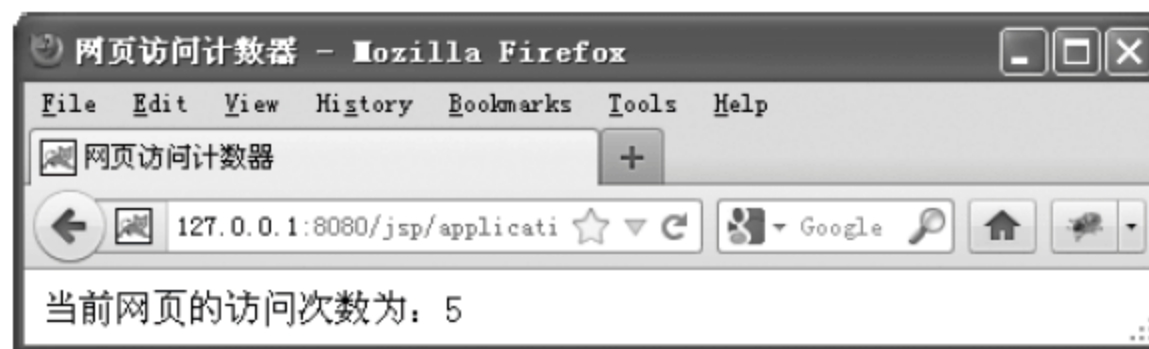 网页访问计数器 - Mozilla Firefox
File Edit View History Bookmarks Tools Help
网页访问计数器
127.0.0.1:8080/jsp/applicati Google
当前网页的访问次数为：5